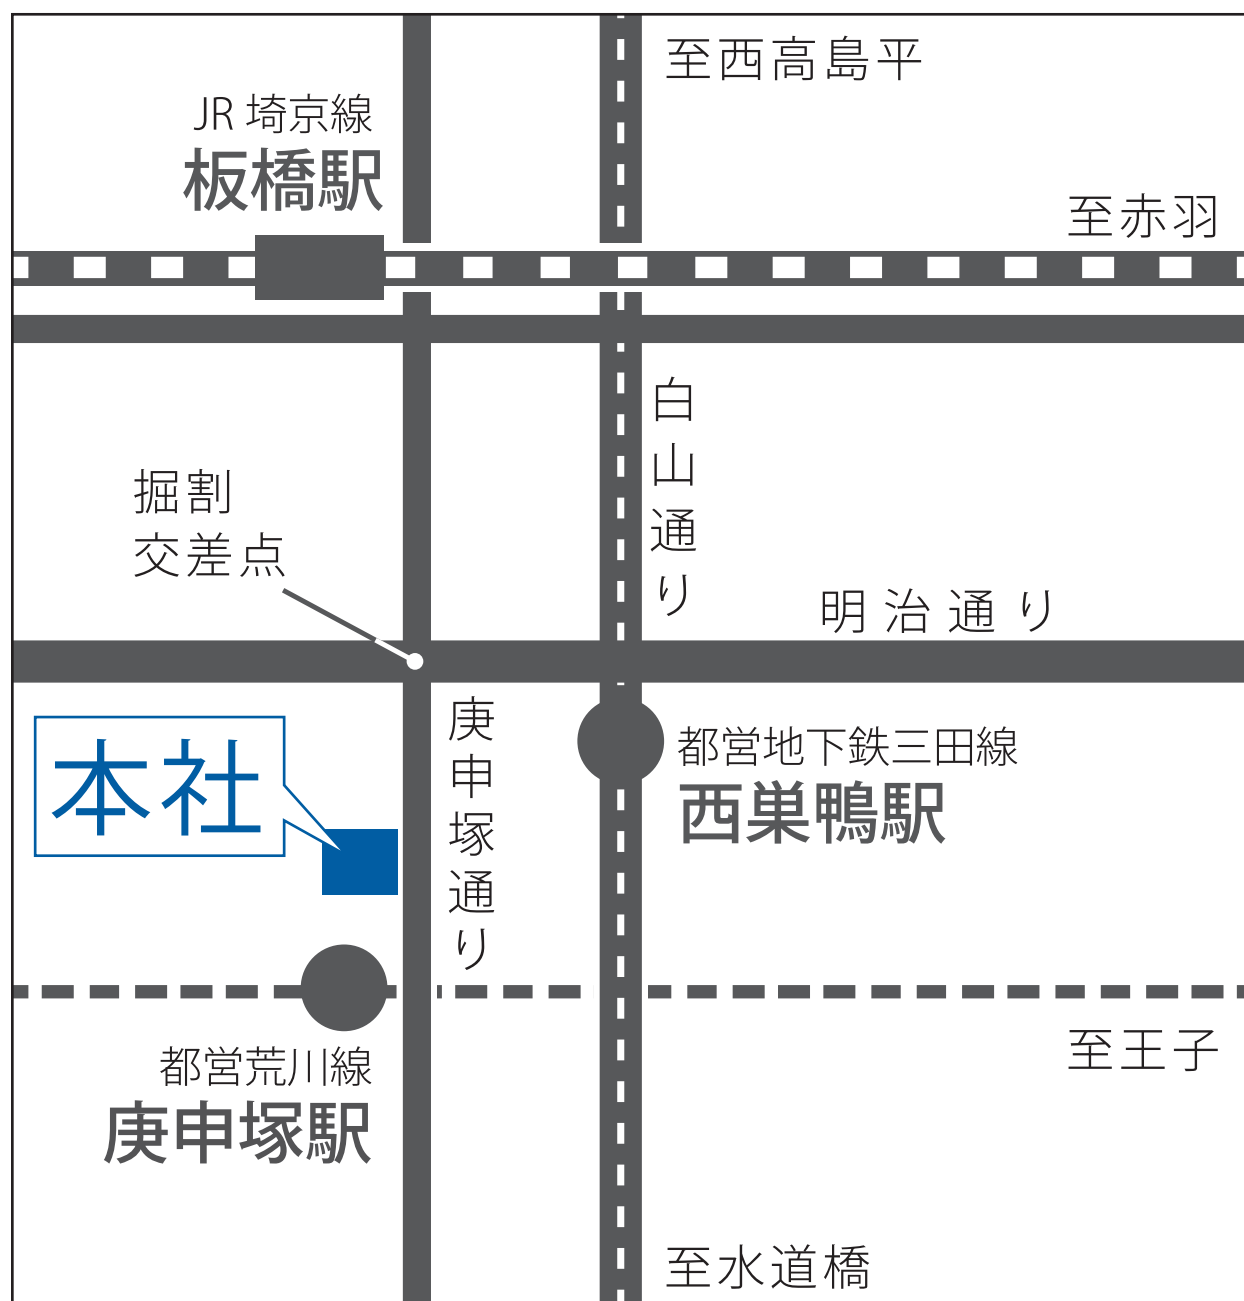 至西高島平
JR 埼京線
板橋駅
至赤羽
白山通り
掘割
交差点
明治通り
庚申塚通り
本社
都営地下鉄三田線
西巣鴨駅
至王子
都営荒川線
庚申塚駅
至水道橋